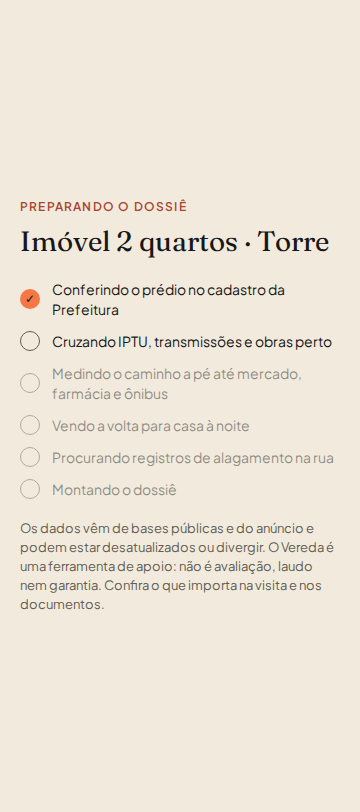 PREPARANDO O DOSSIÊ
Imóvel 2 quartos · Torre
✓ Conferindo o prédio no cadastro da
Prefeitura
Cruzando IPTU, transmissões e obras perto
Medindo o caminho a pé até mercado,
farmácia e ônibus
Vendo a volta para casa à noite
Procurando registros de alagamento na rua
Montando o dossiê
Os dados vêm de bases públicas e do anúncio e
podem estar desatualizados ou divergir. O Vereda é
uma ferramenta de apoio: não é avaliação, laudo
nem garantia. Confira o que importa na visita e nos
documentos.